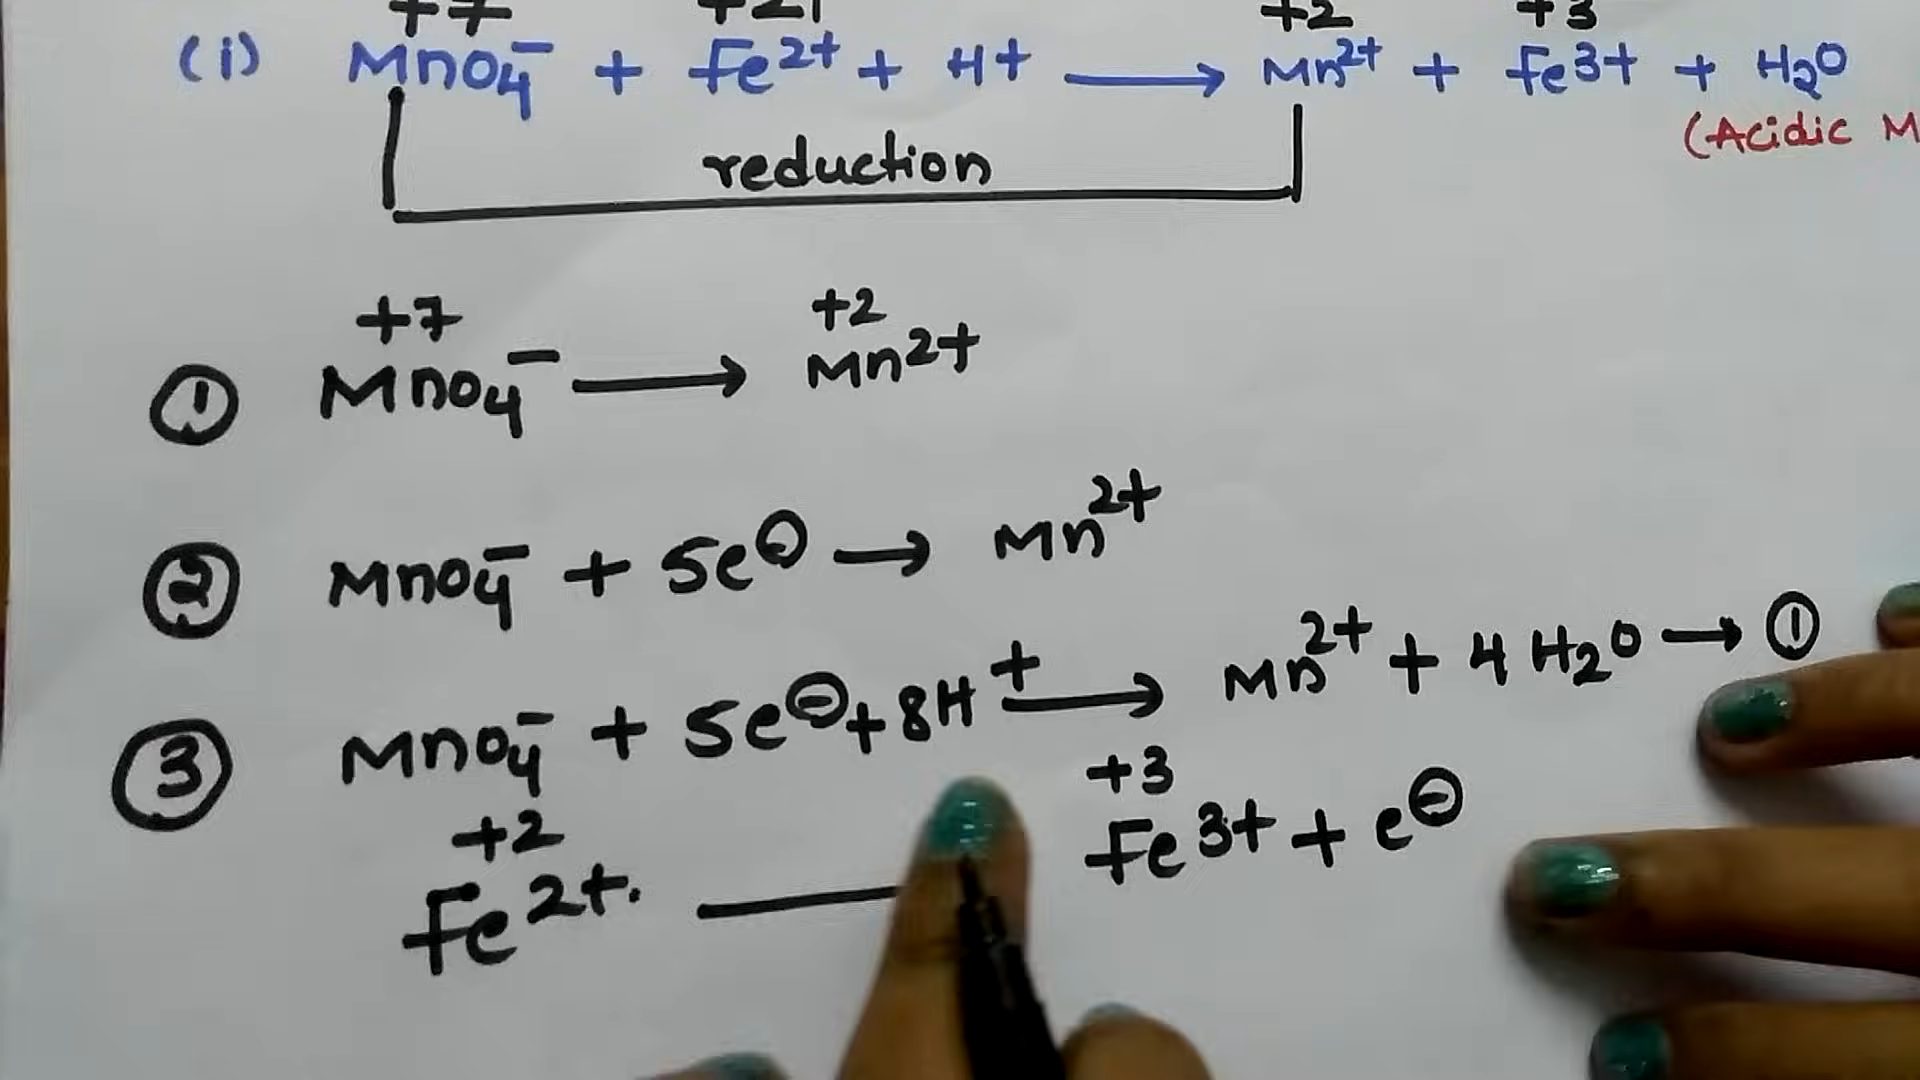 +7 +2 +2 +3
(i) MnO4⁻ + Fe2+ + H+ ⟶ Mn2+ + Fe3+ + H2O
(Acidic M
reduction
+7 +2
① MnO4⁻ ⟶ Mn2+
② MnO4⁻ + 5e⊖ → Mn2+
③ MnO4⁻ + 5e⊖ + 8H+ ⟶ Mn2+ + 4H2O → ①
+2 +3
Fe2+. — Fe3+ + e⊖